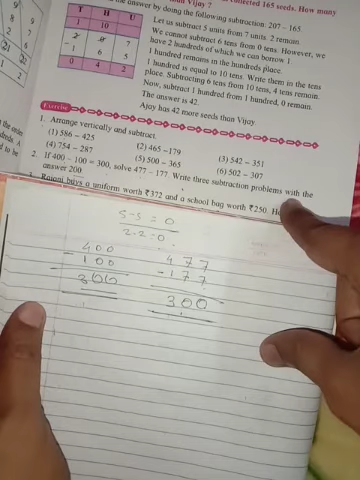 the answer by doing the following subtraction. 207 - 165.
Let us subtract 5 units from 7 units. 2 remain.
We cannot subtract 6 tens from 0 tens. However, we
have 2 hundreds of which we can borrow 1.
1 hundred remains in the hundreds place.
1 hundred is equal to 10 tens. Write them in the tens
place. Subtracting 6 tens from 10 tens, 4 tens remain.
Now, subtract 1 hundred from 1 hundred, 0 remain.
The answer is 42.
Ajay has 42 more seeds than Vijay.
T H U
1 10
2 0 7
- 1 6 5
0 4 2
Exercise
1. Arrange vertically and subtract.
(1) 586 - 425 (2) 465 - 179 (3) 542 - 351
(4) 754 - 287 (5) 500 - 365 (6) 502 - 307
2. If 400 - 100 = 300, solve 477 - 177. Write three subtraction problems with the
answer 200
Rajani buys a uniform worth ₹372 and a school bag worth ₹250.
5-5 = 0
2-2=0
400
- 100
300
477
- 177
300